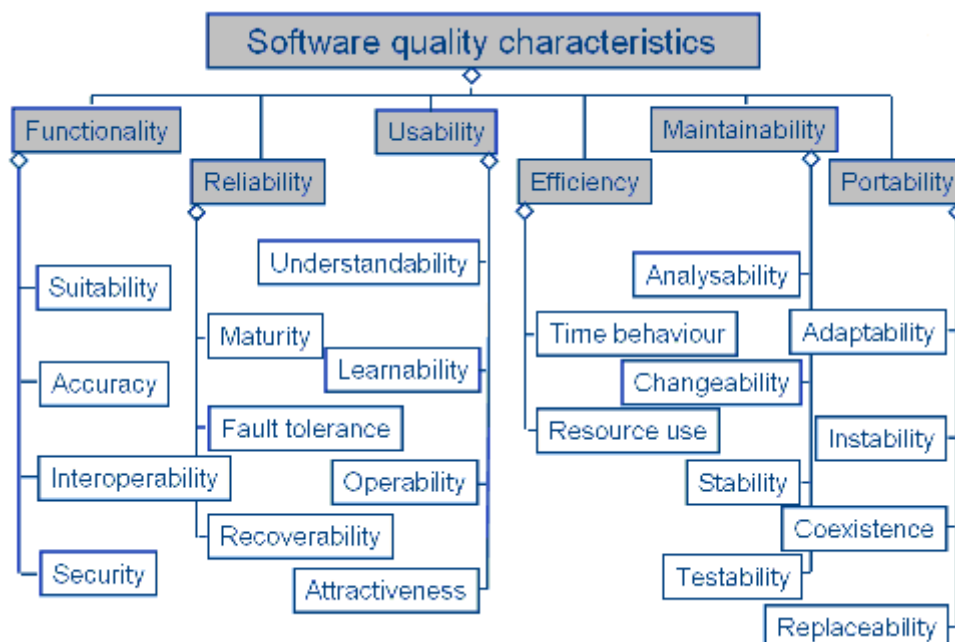 Software quality characteristics
Functionality
Usability
Maintainability
Reliability
Efficiency
Portability
Suitability
Accuracy
Interoperability
Security
Maturity
Fault tolerance
Recoverability
Understandability
Learnability
Operability
Attractiveness
Time behaviour
Resource use
Analysability
Changeability
Stability
Testability
Adaptability
Instability
Coexistence
Replaceability